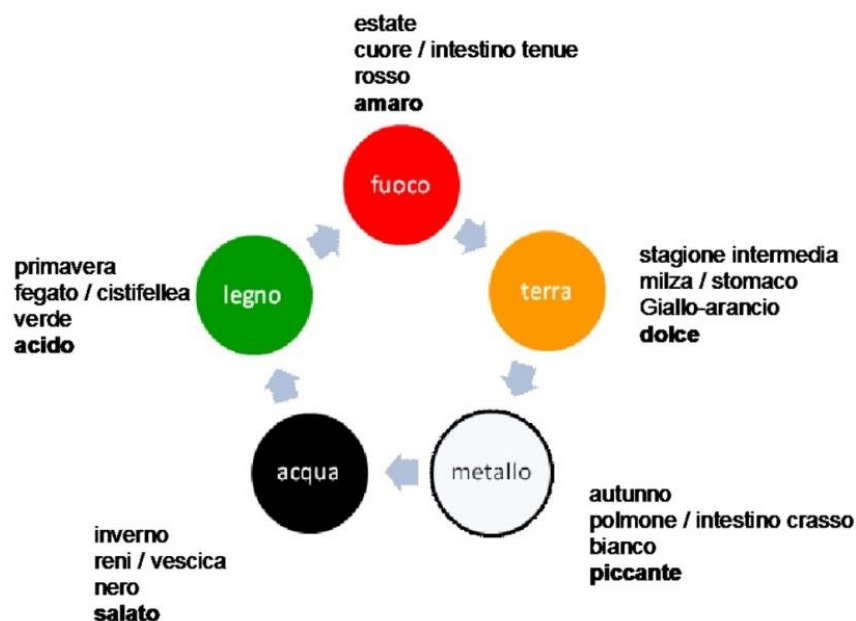 estate
cuore / intestino tenue
rosso
amaro
fuoco
stagione intermedia
milza / stomaco
Giallo-arancio
dolce
terra
primavera
fegato / cistifellea
verde
acido
legno
acqua
metallo
autunno
polmone / intestino crasso
bianco
piccante
inverno
reni / vescica
nero
salato